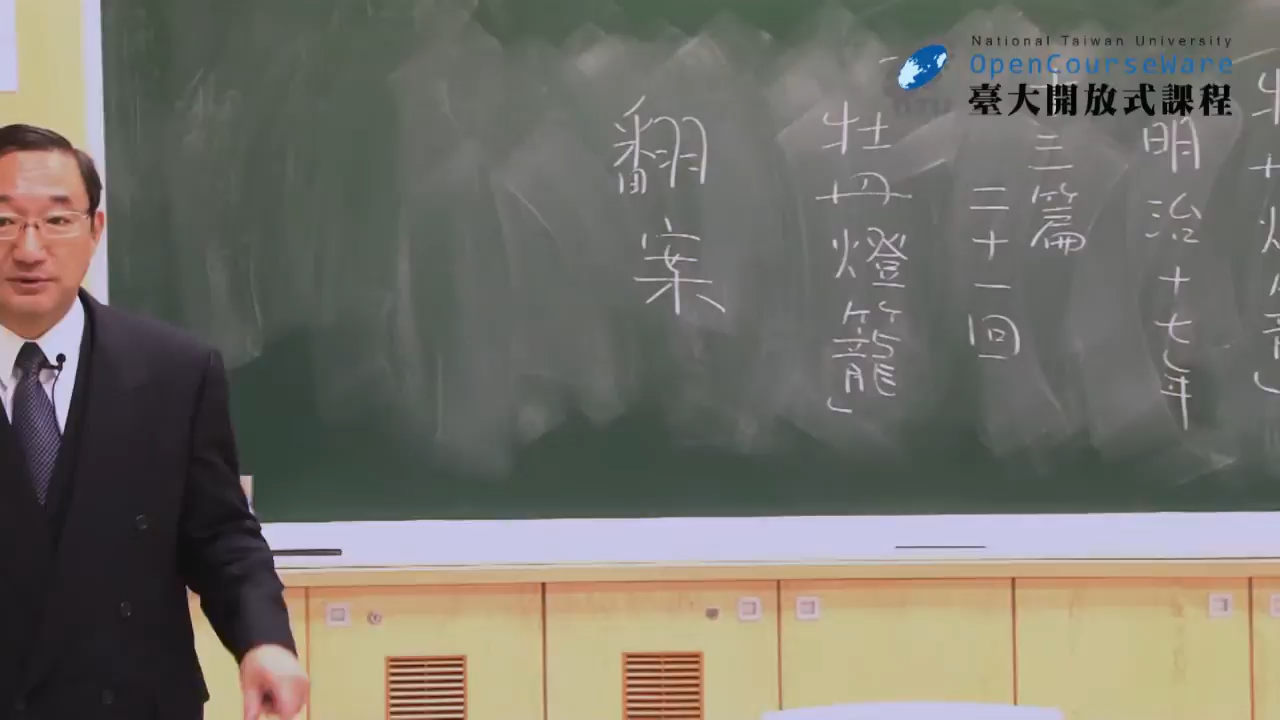 National Taiwan University
OpenCourseWare
臺大開放式課程
明治十七年
三篇
二十一回
牡丹燈籠」
翻案